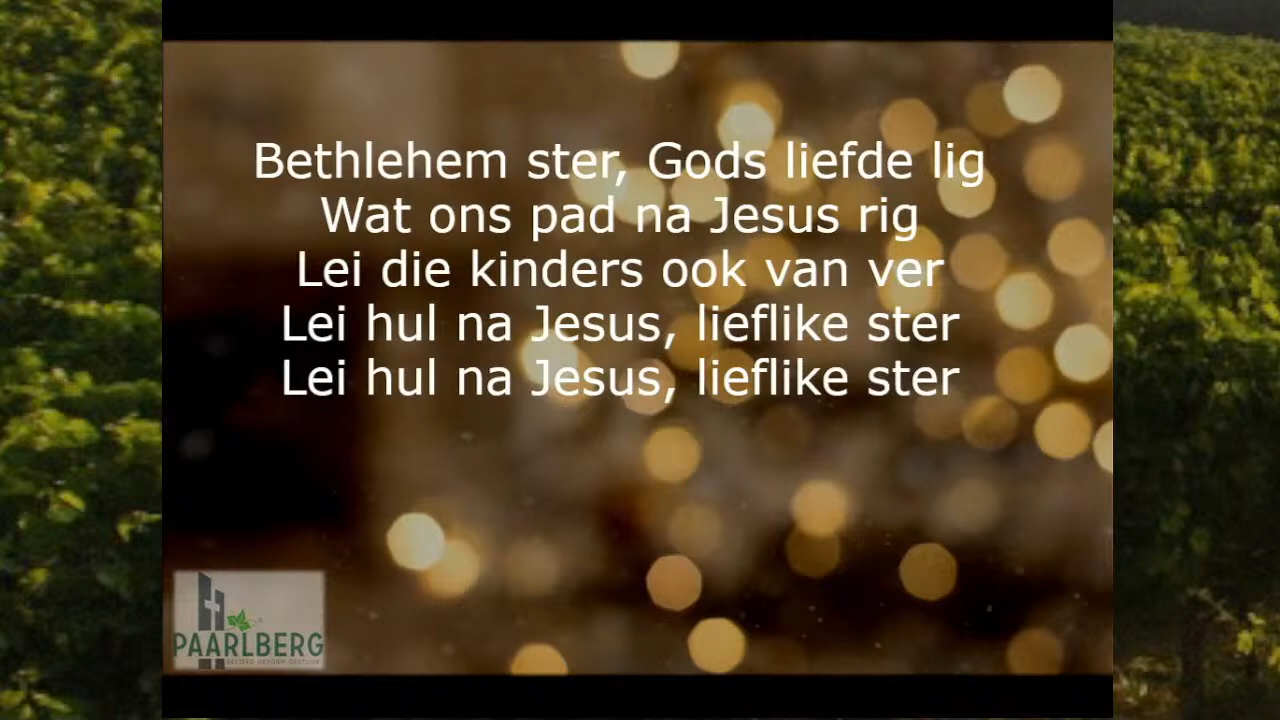 Bethlehem ster, Gods liefde lig
Wat ons pad na Jesus rig
Lei die kinders ook van ver
Lei hul na Jesus, lieflike ster
Lei hul na Jesus, lieflike ster
PAARLBERG